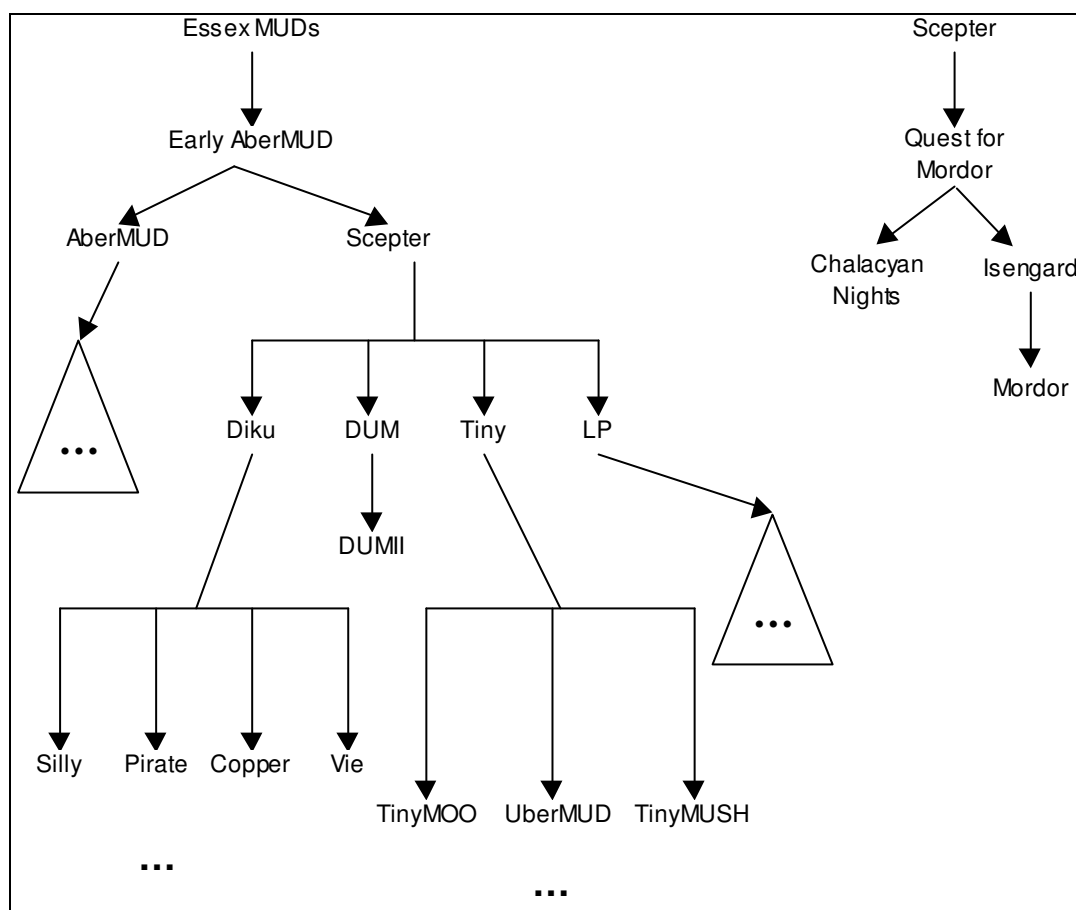 Essex MUDs
Scepter
Early AberMUD
Quest for
Mordor
AberMUD
Scepter
Chalacyan
Nights
Isengard
Mordor
...
Diku
DUM
Tiny
LP
DUMII
...
Silly
Pirate
Copper
Vie
TinyMOO
UberMUD
TinyMUSH
...
...